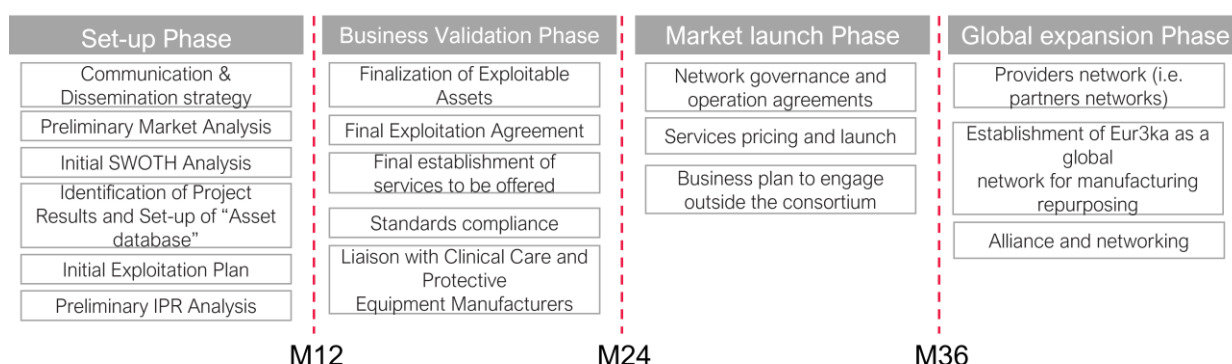 Set-up Phase
Communication &
Dissemination strategy
Preliminary Market Analysis
Initial SWOTH Analysis
Identification of Project
Results and Set-up of “Asset
database”
Initial Exploitation Plan
Preliminary IPR Analysis
Business Validation Phase
Finalization of Exploitable
Assets
Final Exploitation Agreement
Final establishment of
services to be offered
Standards compliance
Liaison with Clinical Care and
Protective
Equipment Manufacturers
Market launch Phase
Network governance and
operation agreements
Services pricing and launch
Business plan to engage
outside the consortium
Global expansion Phase
Providers network (i.e.
partners networks)
Establishment of Eur3ka as a
global
network for manufacturing
repurposing
Alliance and networking
M12
M24
M36